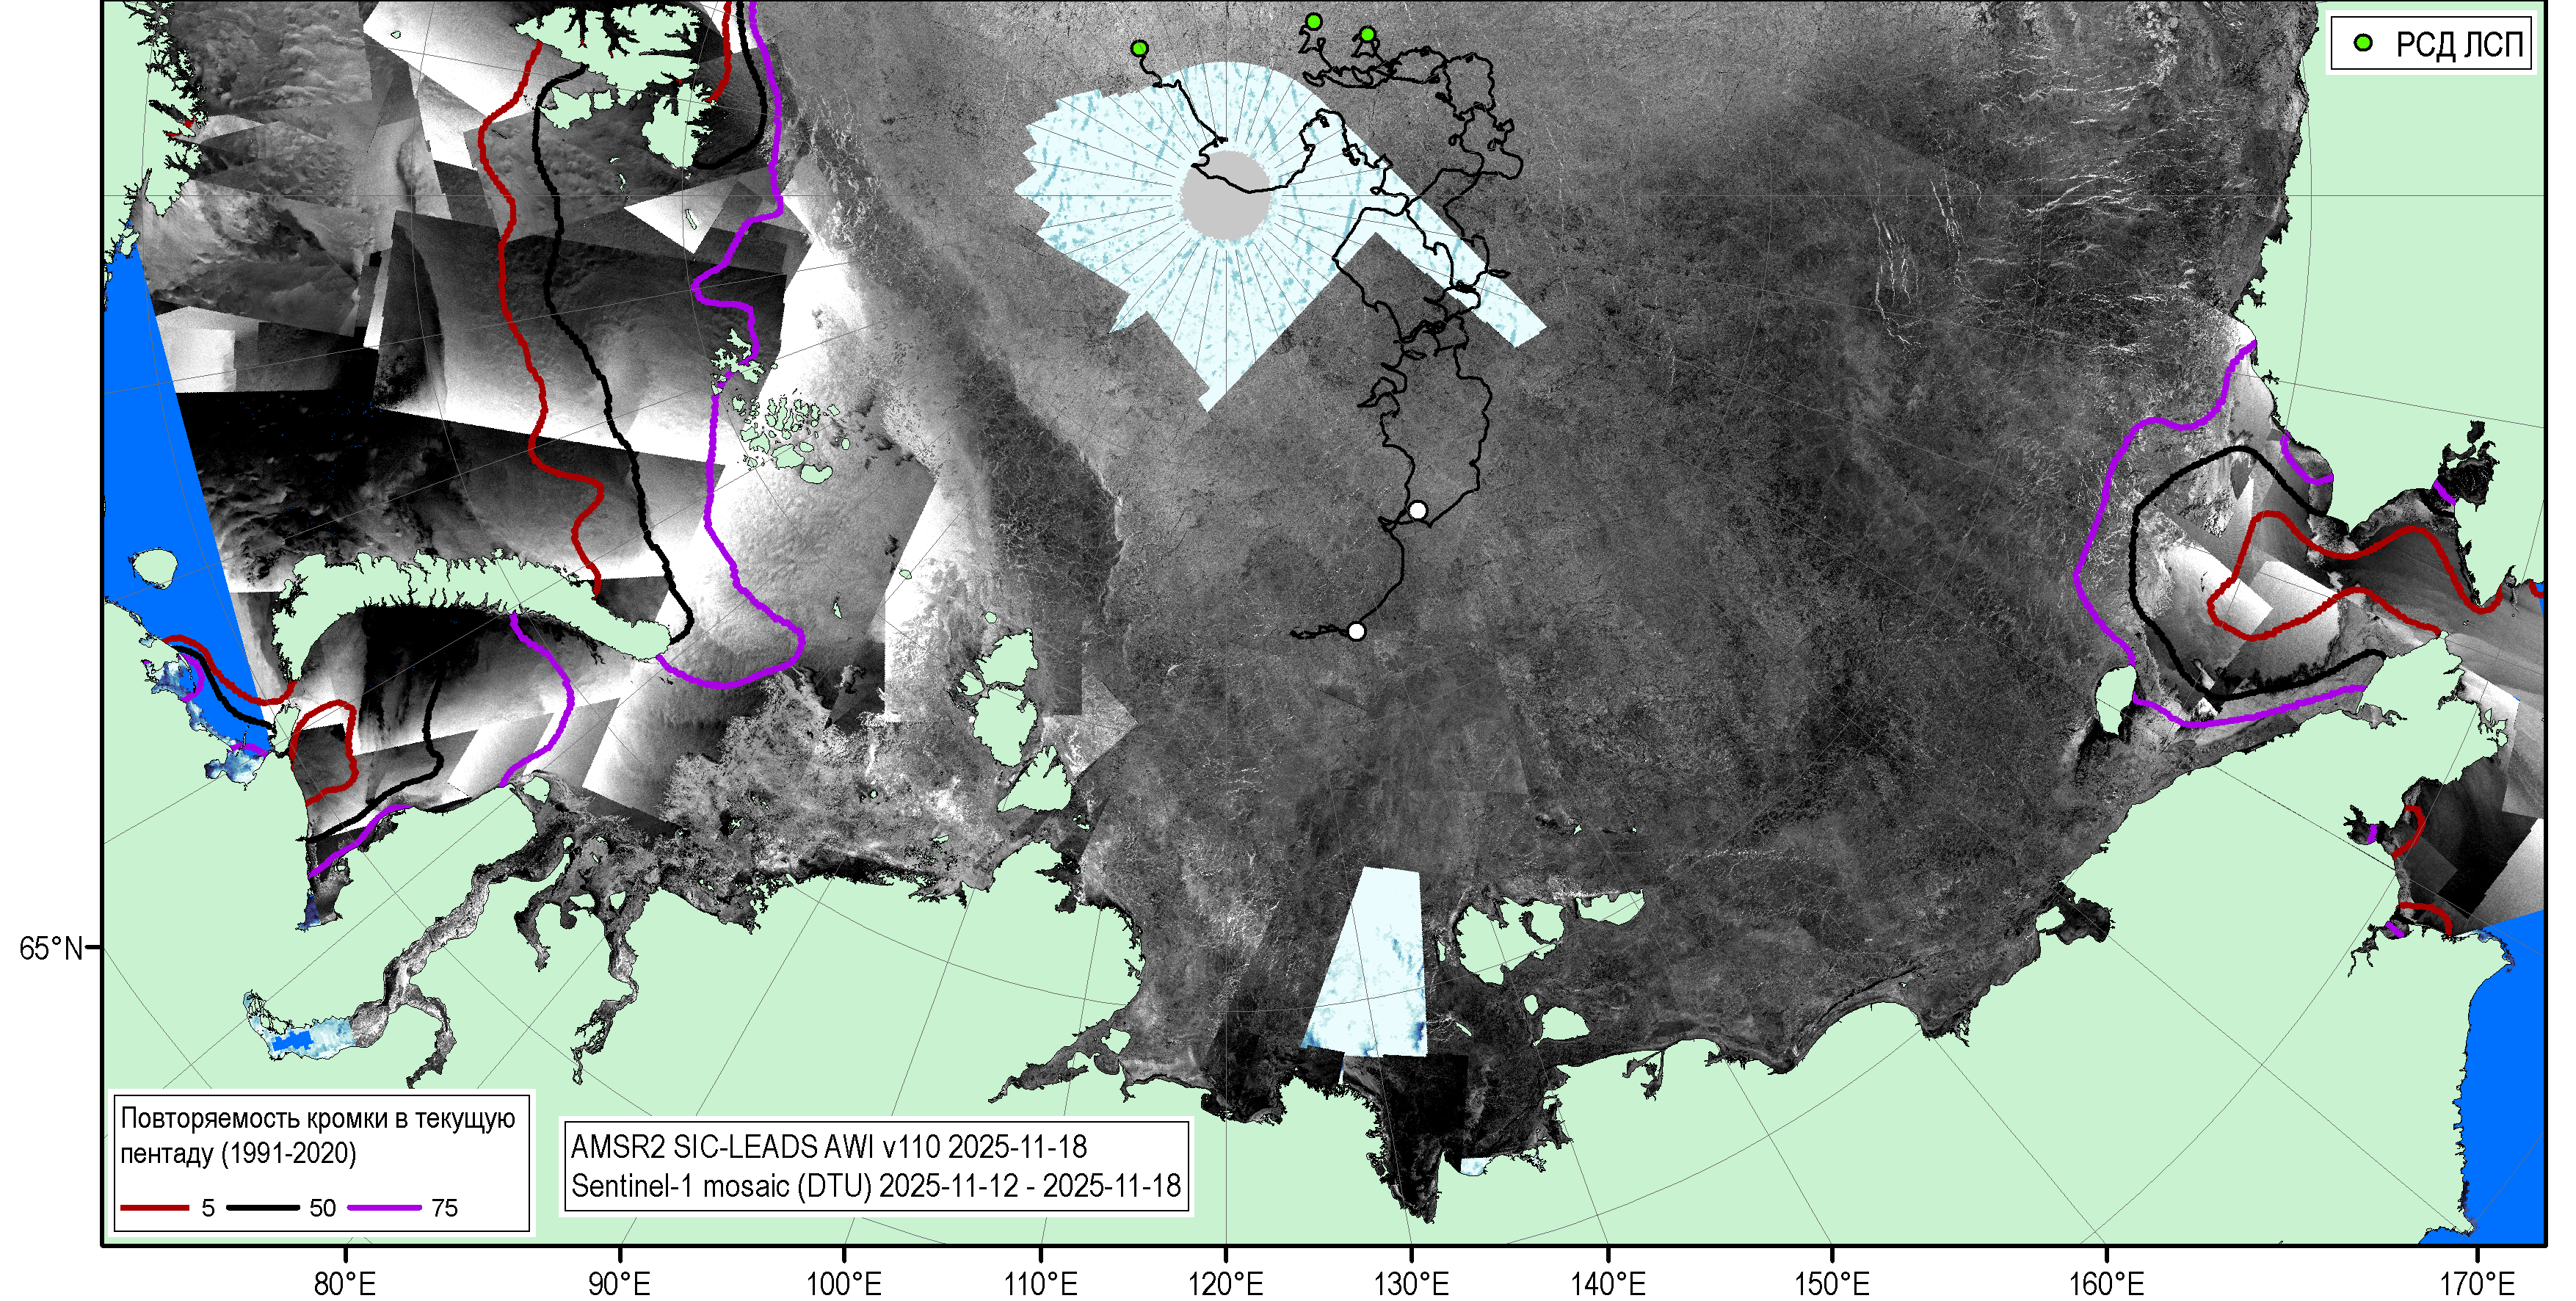 РСД ЛСП
65°N
Повторяемость кромки в текущую
пентаду (1991-2020)
5 50 75
AMSR2 SIC-LEADS AWI v110 2025-11-18
Sentinel-1 mosaic (DTU) 2025-11-12 - 2025-11-18
80°E 90°E 100°E 110°E 120°E 130°E 140°E 150°E 160°E 170°E